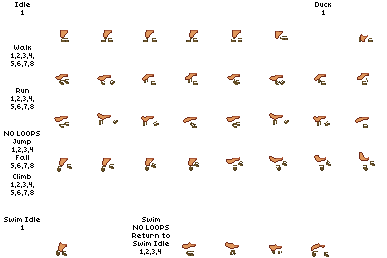 Idle
1
Duck
1
Walk
1,2,3,4,
5,6,7,8
Run
1,2,3,4,
5,6,7,8
NO LOOPS
Jump
1,2,3,4
Fall
5,6,7,8
Climb
1,2,3,4,
5,6,7,8
Swim Idle
1
Swim
NO LOOPS
Return to
Swim Idle
1,2,3,4